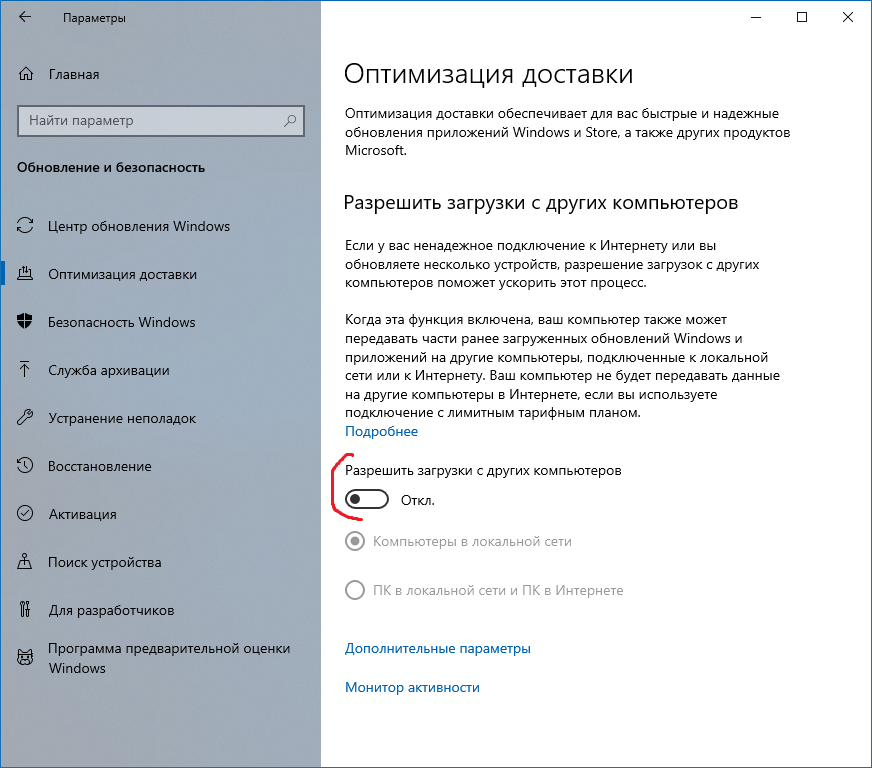 Параметры
Главная
Найти параметр
Обновление и безопасность
Центр обновления Windows
Оптимизация доставки
Безопасность Windows
Служба архивации
Устранение неполадок
Восстановление
Активация
Поиск устройства
Для разработчиков
Программа предварительной оценки
Windows
Оптимизация доставки
Оптимизация доставки обеспечивает для вас быстрые и надежные
обновления приложений Windows и Store, а также других продуктов
Microsoft.
Разрешить загрузки с других компьютеров
Если у вас ненадежное подключение к Интернету или вы
обновляете несколько устройств, разрешение загрузок с других
компьютеров поможет ускорить этот процесс.
Когда эта функция включена, ваш компьютер также может
передавать части ранее загруженных обновлений Windows и
приложений на другие компьютеры, подключенные к локальной
сети или к Интернету. Ваш компьютер не будет передавать данные
на другие компьютеры в Интернете, если вы используете
подключение с лимитным тарифным планом.
Подробнее
Разрешить загрузки с других компьютеров
Откл.
Компьютеры в локальной сети
ПК в локальной сети и ПК в Интернете
Дополнительные параметры
Монитор активности